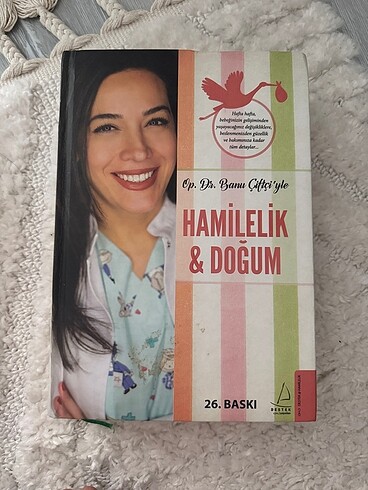 Hafta hafta,
bebeğinizin gelişiminden
yaşayacağınız değişikliklere,
beslenmenizden güzellik
ve bakımınıza kadar
tüm detaylar...
Op. Dr. Banu Çiftçi'yle
HAMİLELİK
& DOĞUM
26. BASKI
DESTEK